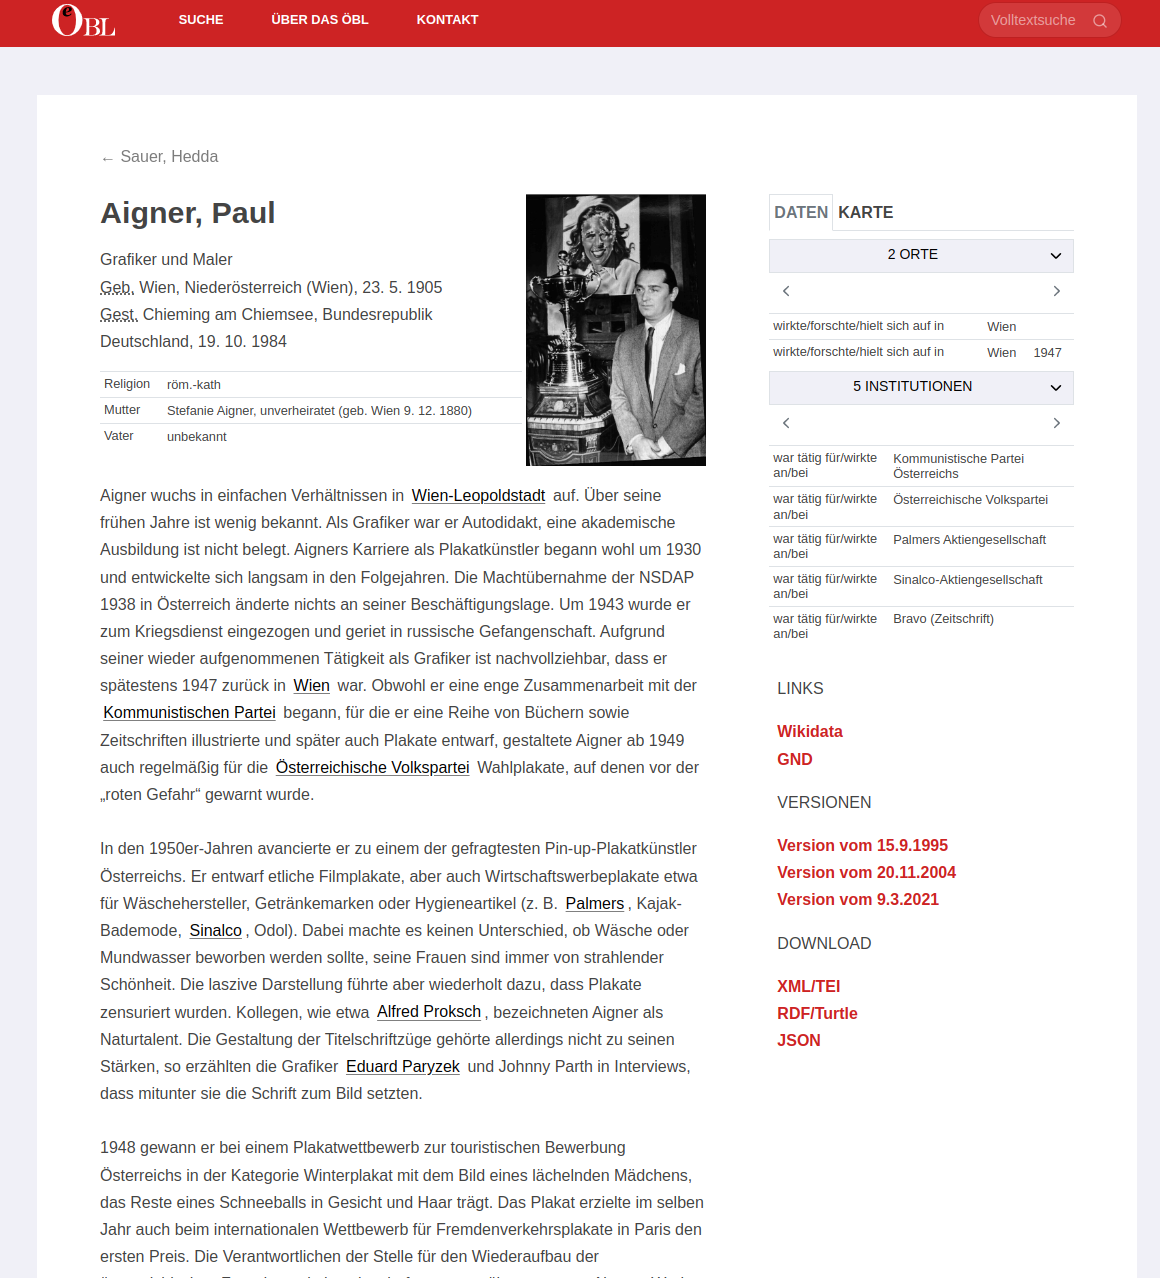 eÖBL
SUCHE
ÜBER DAS ÖBL
KONTAKT
Volltextsuche
← Sauer, Hedda
Aigner, Paul
Grafiker und Maler
Geb. Wien, Niederösterreich (Wien), 23. 5. 1905
Gest. Chieming am Chiemsee, Bundesrepublik
Deutschland, 19. 10. 1984
Religion röm.-kath
Mutter Stefanie Aigner, unverheiratet (geb. Wien 9. 12. 1880)
Vater unbekannt
Aigner wuchs in einfachen Verhältnissen in Wien-Leopoldstadt auf. Über seine
frühen Jahre ist wenig bekannt. Als Grafiker war er Autodidakt, eine akademische
Ausbildung ist nicht belegt. Aigners Karriere als Plakatkünstler begann wohl um 1930
und entwickelte sich langsam in den Folgejahren. Die Machtübernahme der NSDAP
1938 in Österreich änderte nichts an seiner Beschäftigungslage. Um 1943 wurde er
zum Kriegsdienst eingezogen und geriet in russische Gefangenschaft. Aufgrund
seiner wieder aufgenommenen Tätigkeit als Grafiker ist nachvollziehbar, dass er
spätestens 1947 zurück in Wien war. Obwohl er eine enge Zusammenarbeit mit der
Kommunistischen Partei begann, für die er eine Reihe von Büchern sowie
Zeitschriften illustrierte und später auch Plakate entwarf, gestaltete Aigner ab 1949
auch regelmäßig für die Österreichische Volkspartei Wahlplakate, auf denen vor der
„roten Gefahr“ gewarnt wurde.
In den 1950er-Jahren avancierte er zu einem der gefragtesten Pin-up-Plakatkünstler
Österreichs. Er entwarf etliche Filmplakate, aber auch Wirtschaftswerbeplakate etwa
für Wäschehersteller, Getränkemarken oder Hygieneartikel (z. B. Palmers, Kajak-
Bademode, Sinalco, Odol). Dabei machte es keinen Unterschied, ob Wäsche oder
Mundwasser beworben werden sollte, seine Frauen sind immer von strahlender
Schönheit. Die laszive Darstellung führte aber wiederholt dazu, dass Plakate
zensuriert wurden. Kollegen, wie etwa Alfred Proksch, bezeichneten Aigner als
Naturtalent. Die Gestaltung der Titelschriftzüge gehörte allerdings nicht zu seinen
Stärken, so erzählten die Grafiker Eduard Paryzek und Johnny Parth in Interviews,
dass mitunter sie die Schrift zum Bild setzten.
1948 gewann er bei einem Plakatwettbewerb zur touristischen Bewerbung
Österreichs in der Kategorie Winterplakat mit dem Bild eines lächelnden Mädchens,
das Reste eines Schneeballs in Gesicht und Haar trägt. Das Plakat erzielte im selben
Jahr auch beim internationalen Wettbewerb für Fremdenverkehrsplakate in Paris den
ersten Preis. Die Verantwortlichen der Stelle für den Wiederaufbau der
DATEN
KARTE
2 ORTE
wirkte/forschte/hielt sich auf in Wien
wirkte/forschte/hielt sich auf in Wien 1947
5 INSTITUTIONEN
war tätig für/wirkte an/bei Kommunistische Partei Österreichs
war tätig für/wirkte an/bei Österreichische Volkspartei
war tätig für/wirkte an/bei Palmers Aktiengesellschaft
war tätig für/wirkte an/bei Sinalco-Aktiengesellschaft
war tätig für/wirkte an/bei Bravo (Zeitschrift)
LINKS
Wikidata
GND
VERSIONEN
Version vom 15.9.1995
Version vom 20.11.2004
Version vom 9.3.2021
DOWNLOAD
XML/TEI
RDF/Turtle
JSON